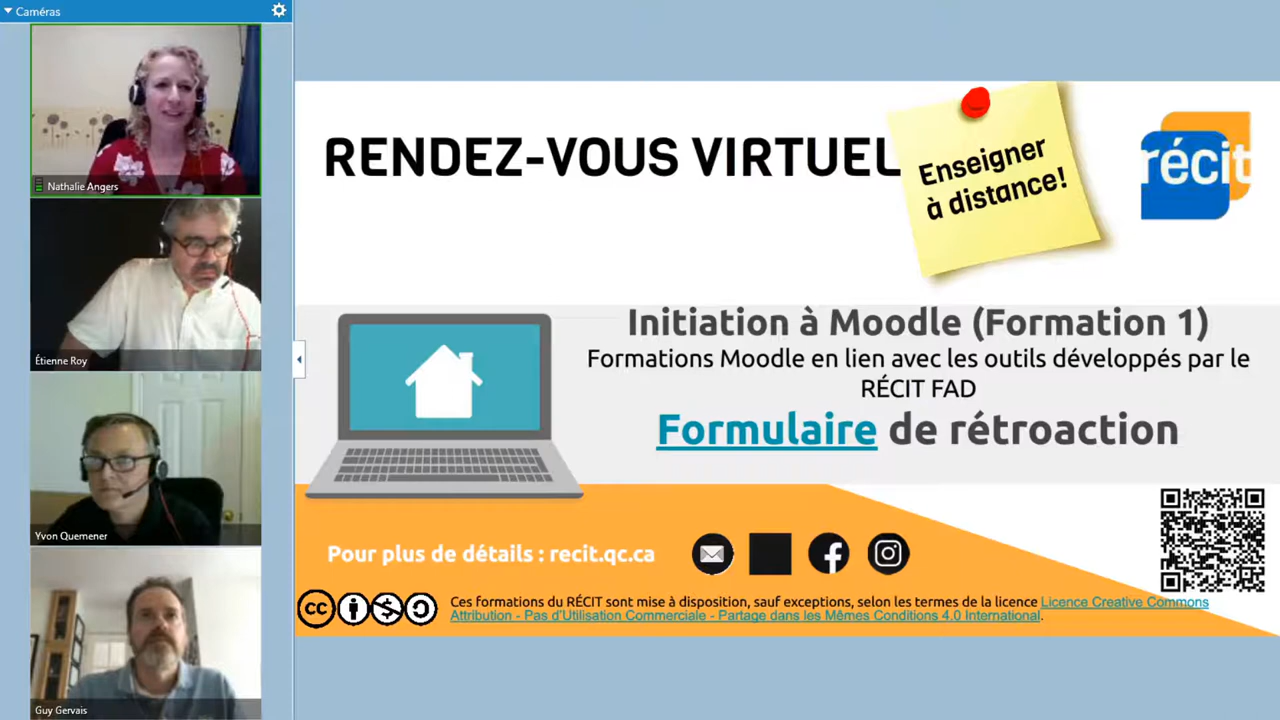 Caméras
Nathalie Angers
Étienne Roy
Yvon Quemener
Guy Gervais
RENDEZ-VOUS VIRTUEL
Enseigner
à distance!
récit
Initiation à Moodle (Formation 1)
Formations Moodle en lien avec les outils développés par le
RÉCIT FAD
Formulaire de rétroaction
Pour plus de détails : recit.qc.ca
cc
Ces formations du RÉCIT sont mise à disposition, sauf exceptions, selon les termes de la licence Licence Creative Commons
Attribution - Pas d'Utilisation Commerciale - Partage dans les Mêmes Conditions 4.0 International.